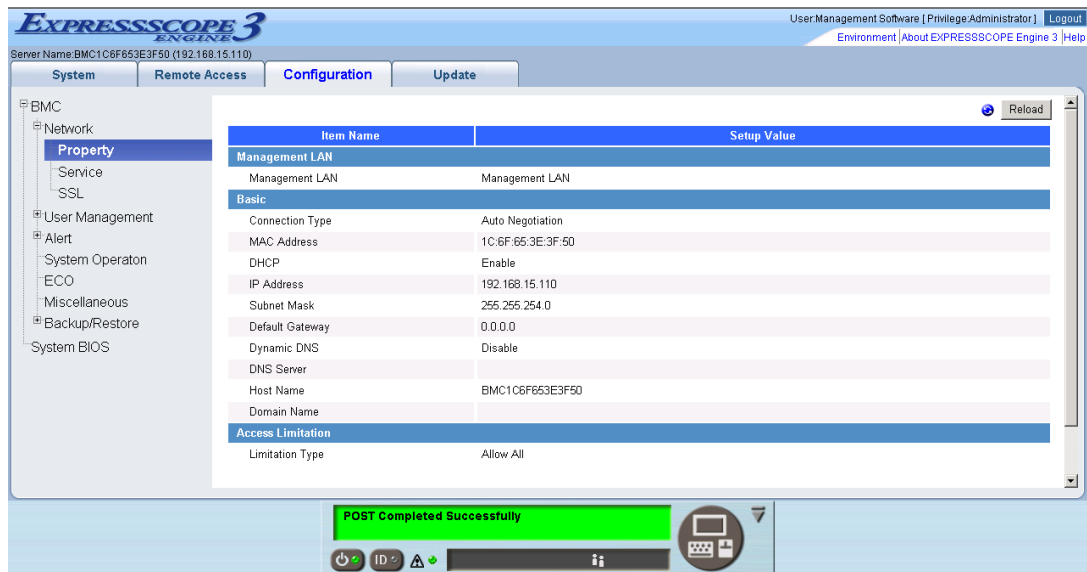 EXPRESSSCOPE 3
ENGINE
User:Management Software [ Privilege:Administrator ] Logout
Environment | About EXPRESSSCOPE Engine 3 | Help
Server Name:BMC1C6F653E3F50 (192.168.15.110)
System Remote Access Configuration Update
BMC
Network
Property
Service
SSL
User Management
Alert
System Operaton
ECO
Miscellaneous
Backup/Restore
System BIOS
Reload
Item Name Setup Value
Management LAN
Management LAN Management LAN
Basic
Connection Type Auto Negotiation
MAC Address 1C:6F:65:3E:3F:50
DHCP Enable
IP Address 192.168.15.110
Subnet Mask 255.255.254.0
Default Gateway 0.0.0.0
Dynamic DNS Disable
DNS Server
Host Name BMC1C6F653E3F50
Domain Name
Access Limitation
Limitation Type Allow All
POST Completed Successfully
ID